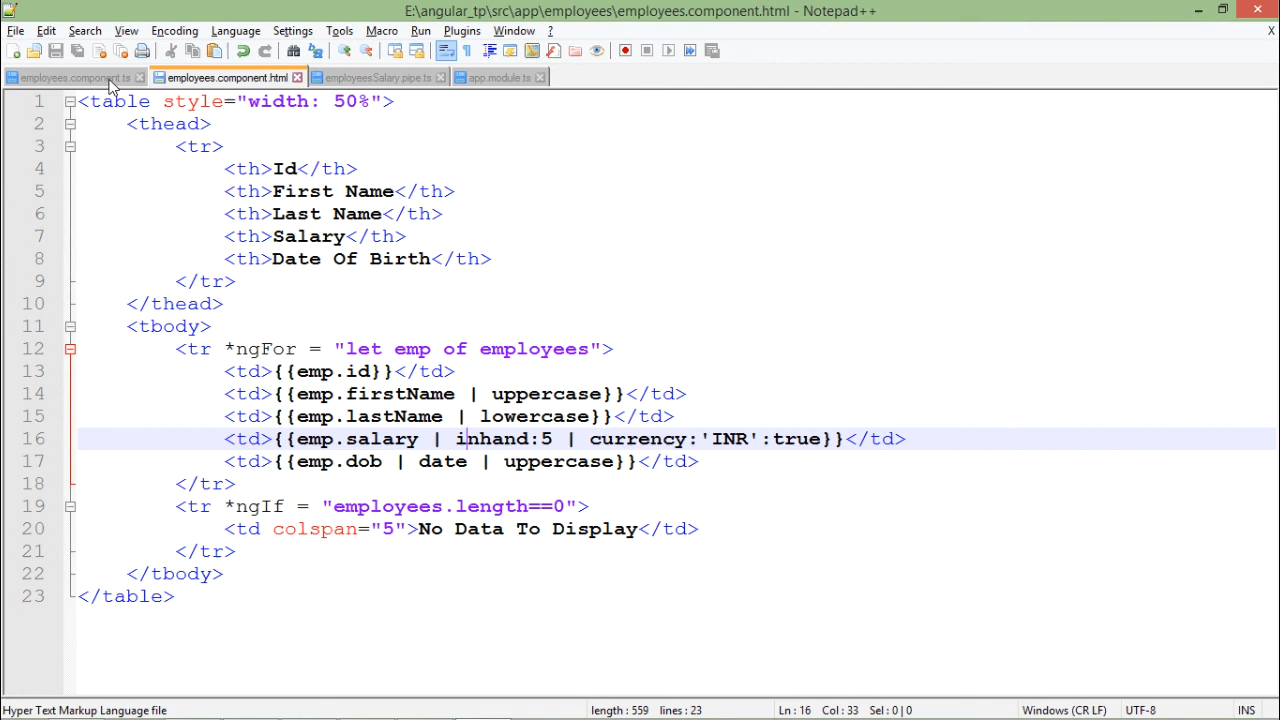 E:\angular_tp\src\app\employees\employees.component.html - Notepad++
File Edit Search View Encoding Language Settings Tools Macro Run Plugins Window ? X
employees.component.ts employees.component.html employeesSalary.pipe.ts app.module.ts
1 <table style="width: 50%">
2 <thead>
3 <tr>
4 <th>Id</th>
5 <th>First Name</th>
6 <th>Last Name</th>
7 <th>Salary</th>
8 <th>Date Of Birth</th>
9 </tr>
10 </thead>
11 <tbody>
12 <tr *ngFor = "let emp of employees">
13 <td>{{emp.id}}</td>
14 <td>{{emp.firstName | uppercase}}</td>
15 <td>{{emp.lastName | lowercase}}</td>
16 <td>{{emp.salary | inhand:5 | currency:'INR':true}}</td>
17 <td>{{emp.dob | date | uppercase}}</td>
18 </tr>
19 <tr *ngIf = "employees.length==0">
20 <td colspan="5">No Data To Display</td>
21 </tr>
22 </tbody>
23 </table>
Hyper Text Markup Language file length : 559 lines : 23 Ln : 16 Col : 33 Sel : 0 | 0 Windows (CR LF) UTF-8 INS